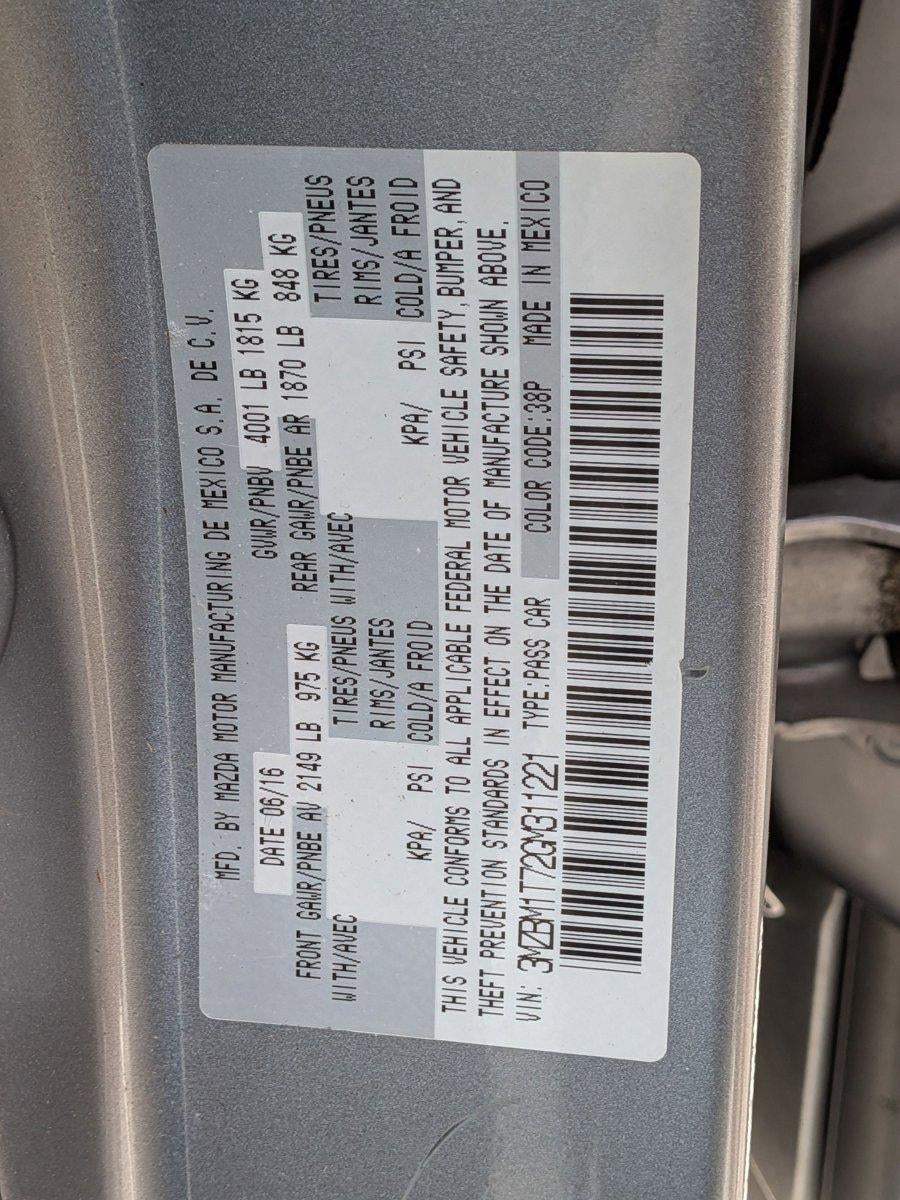 MFD. BY MAZDA MOTOR MANUFACTURING DE MEXICO S.A. DE C.V.
DATE 06/16 GVWR/PNBV 4001 LB 1815 KG
FRONT GAWR/PNBE AV 2149 LB 975 KG REAR GAWR/PNBE AR 1870 LB 848 KG
WITH/AVEC TIRES/PNEUS WITH/AVEC TIRES/PNEUS
RIMS/JANTES RIMS/JANTES
KPA/ PSI COLD/A FROID KPA/ PSI COLD/A FROID
THIS VEHICLE CONFORMS TO ALL APPLICABLE FEDERAL MOTOR VEHICLE SAFETY, BUMPER, AND
THEFT PREVENTION STANDARDS IN EFFECT ON THE DATE OF MANUFACTURE SHOWN ABOVE.
VIN: 3MZBM1T72GM311221 TYPE:PASS CAR COLOR CODE:38P MADE IN MEXICO